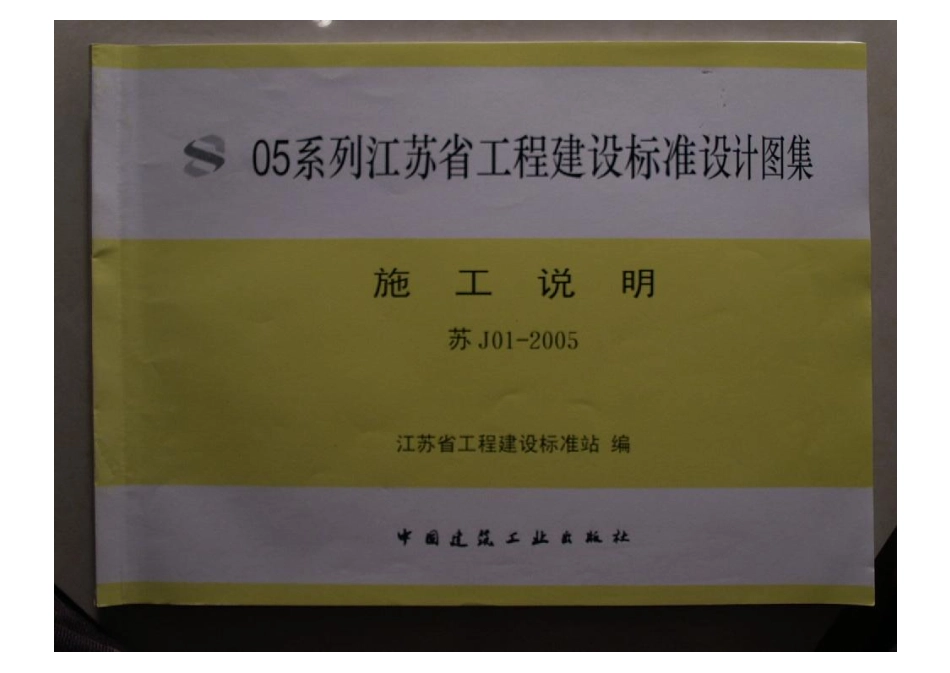 05系列江苏省工程建设标准设计图集
施工说明
苏 J01-2005
江苏省工程建设标准站 编
中国建筑工业出版社